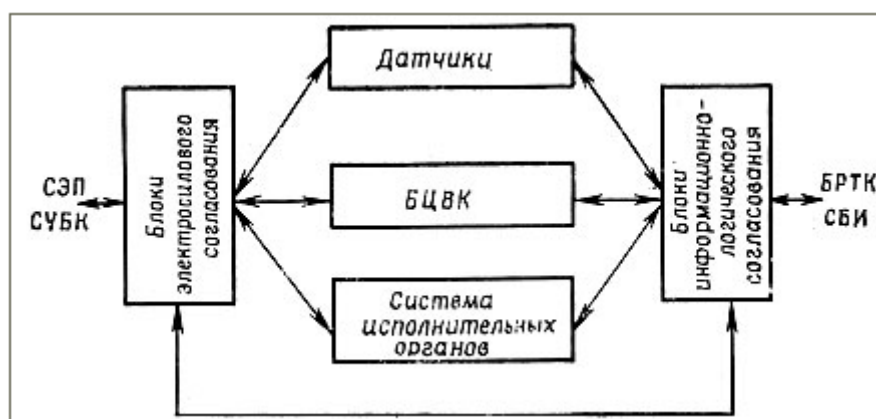 Датчики
Блоки
электросилового
согласования
СЭП
СУБК
БЦВК
Блоки
информационно-
логического
согласования
БРТК
СБИ
Система
исполнительных
органов